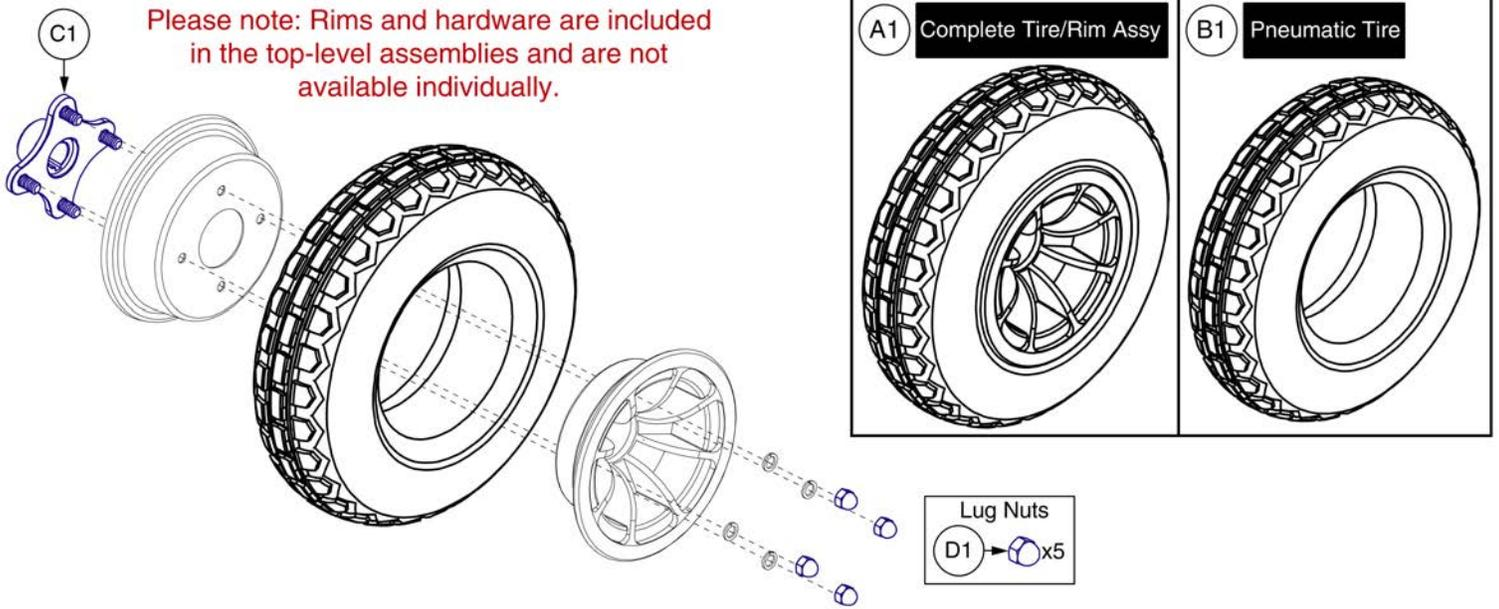 C1
Please note: Rims and hardware are included
in the top-level assemblies and are not
available individually.
A1 Complete Tire/Rim Assy
B1 Pneumatic Tire
Lug Nuts
D1 x5